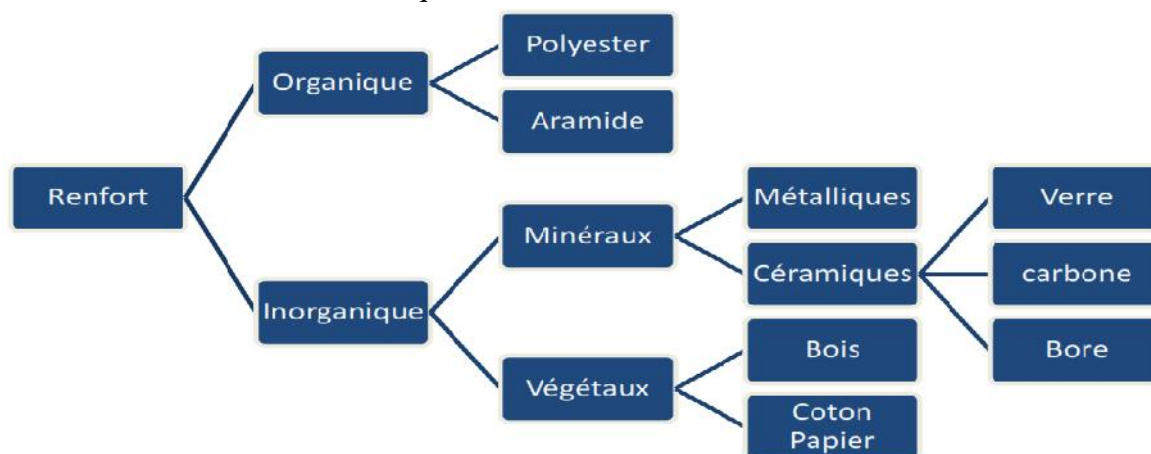 Polyester
Organique
Aramide
Renfort
Métalliques
Verre
Minéraux
Céramiques
carbone
Inorganique
Bois
Bore
Végétaux
Coton
Papier